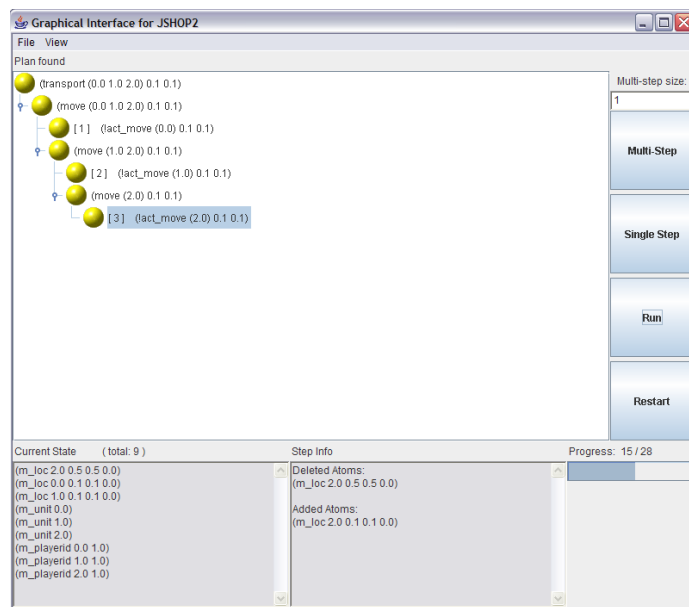 Graphical Interface for JSHOP2
File View
Plan found
(transport (0.0 1.0 2.0) 0.1 0.1)
(move (0.0 1.0 2.0) 0.1 0.1)
[ 1 ] (!act_move (0.0) 0.1 0.1)
(move (1.0 2.0) 0.1 0.1)
[ 2 ] (!act_move (1.0) 0.1 0.1)
(move (2.0) 0.1 0.1)
[ 3 ] (!act_move (2.0) 0.1 0.1)
Multi-step size:
1
Multi-Step
Single Step
Run
Restart
Current State ( total: 9 )
(m_loc 2.0 0.5 0.5 0.0)
(m_loc 0.0 0.1 0.1 0.0)
(m_loc 1.0 0.1 0.1 0.0)
(m_unit 0.0)
(m_unit 1.0)
(m_unit 2.0)
(m_playerid 0.0 1.0)
(m_playerid 1.0 1.0)
(m_playerid 2.0 1.0)
Step Info
Deleted Atoms:
(m_loc 2.0 0.5 0.5 0.0)
Added Atoms:
(m_loc 2.0 0.1 0.1 0.0)
Progress: 15 / 28